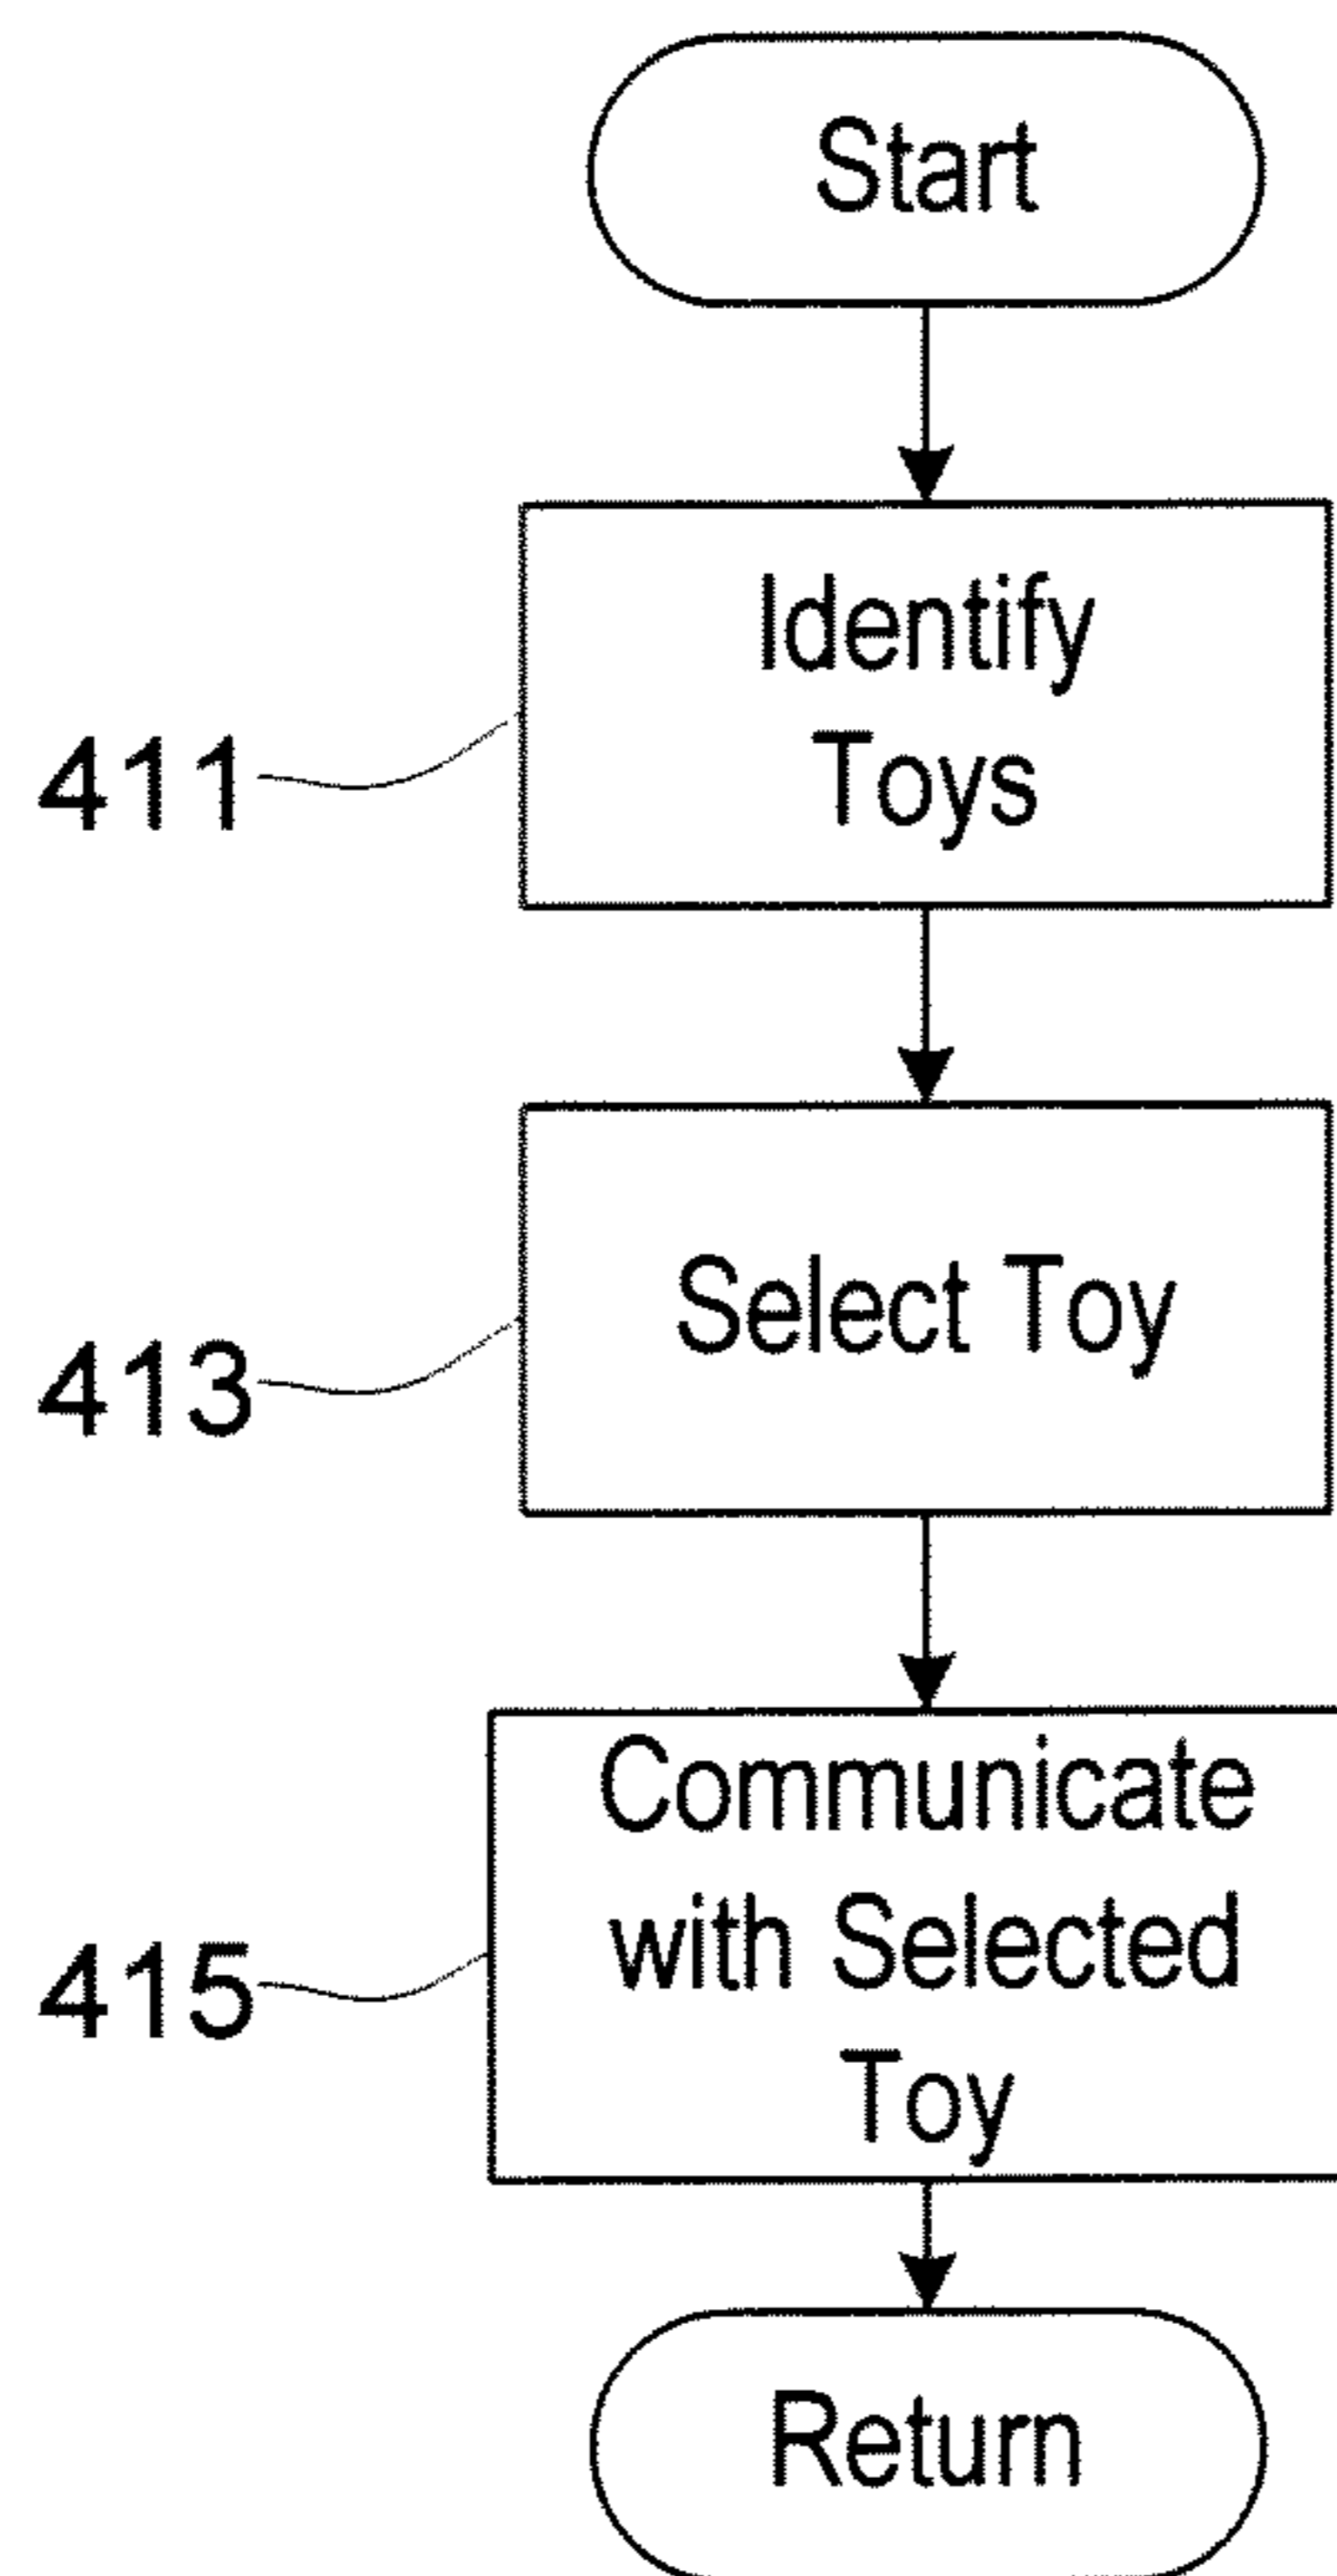 Start
Identify
Toys
411
Select Toy
413
Communicate
with Selected
Toy
415
Return